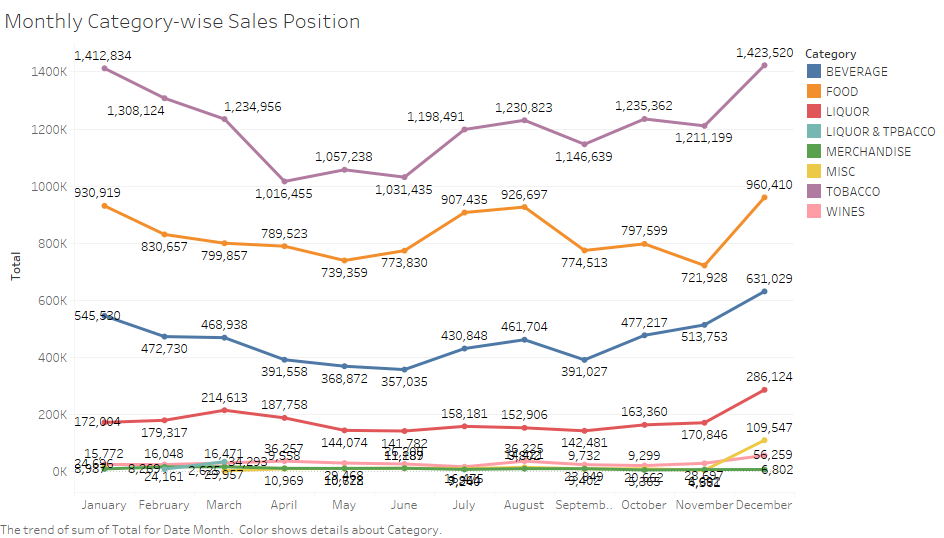 Monthly Category-wise Sales Position
Category
BEVERAGE
FOOD
LIQUOR
LIQUOR & TPBACCO
MERCHANDISE
MISC
TOBACCO
WINES
Total
1400K
1200K
1000K
800K
600K
400K
200K
0K
1,412,834
1,308,124
1,234,956
1,016,455
1,057,238
1,031,435
1,198,491
1,230,823
1,146,639
1,235,362
1,211,199
1,423,520
930,919
830,657
799,857
789,523
739,359
773,830
907,435
926,697
774,513
797,599
721,928
960,410
545,530
472,730
468,938
391,558
368,872
357,035
430,848
461,704
391,027
477,217
513,753
631,029
172,004
179,317
214,613
187,758
144,074
141,782
158,181
152,906
142,481
163,360
170,846
286,124
15,772
16,048
16,471
34,293
36,257
9,732
9,299
109,547
56,259
6,802
24,161
10,969
January February March April May June July August Septemb.. October November December
The trend of sum of Total for Date Month. Color shows details about Category.